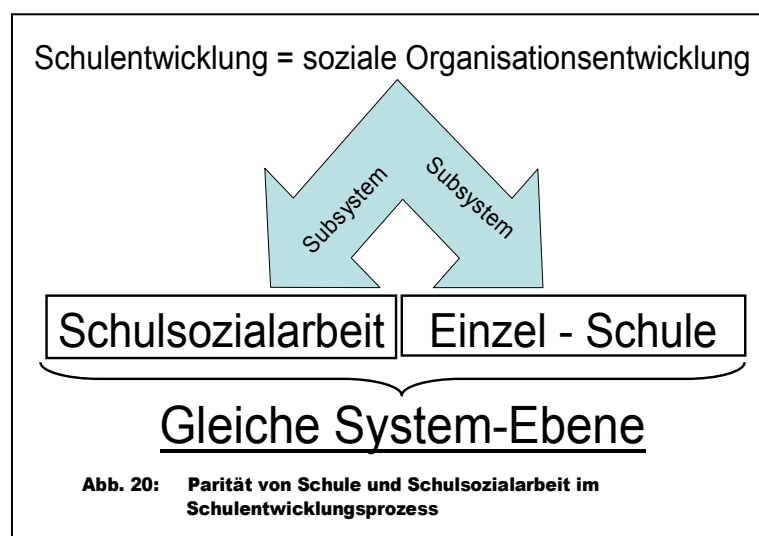 Schulentwicklung = soziale Organisationsentwicklung
Subsystem
Subsystem
Schulsozialarbeit
Einzel - Schule
Gleiche System-Ebene
Abb. 20: Parität von Schule und Schulsozialarbeit im
Schulentwicklungsprozess